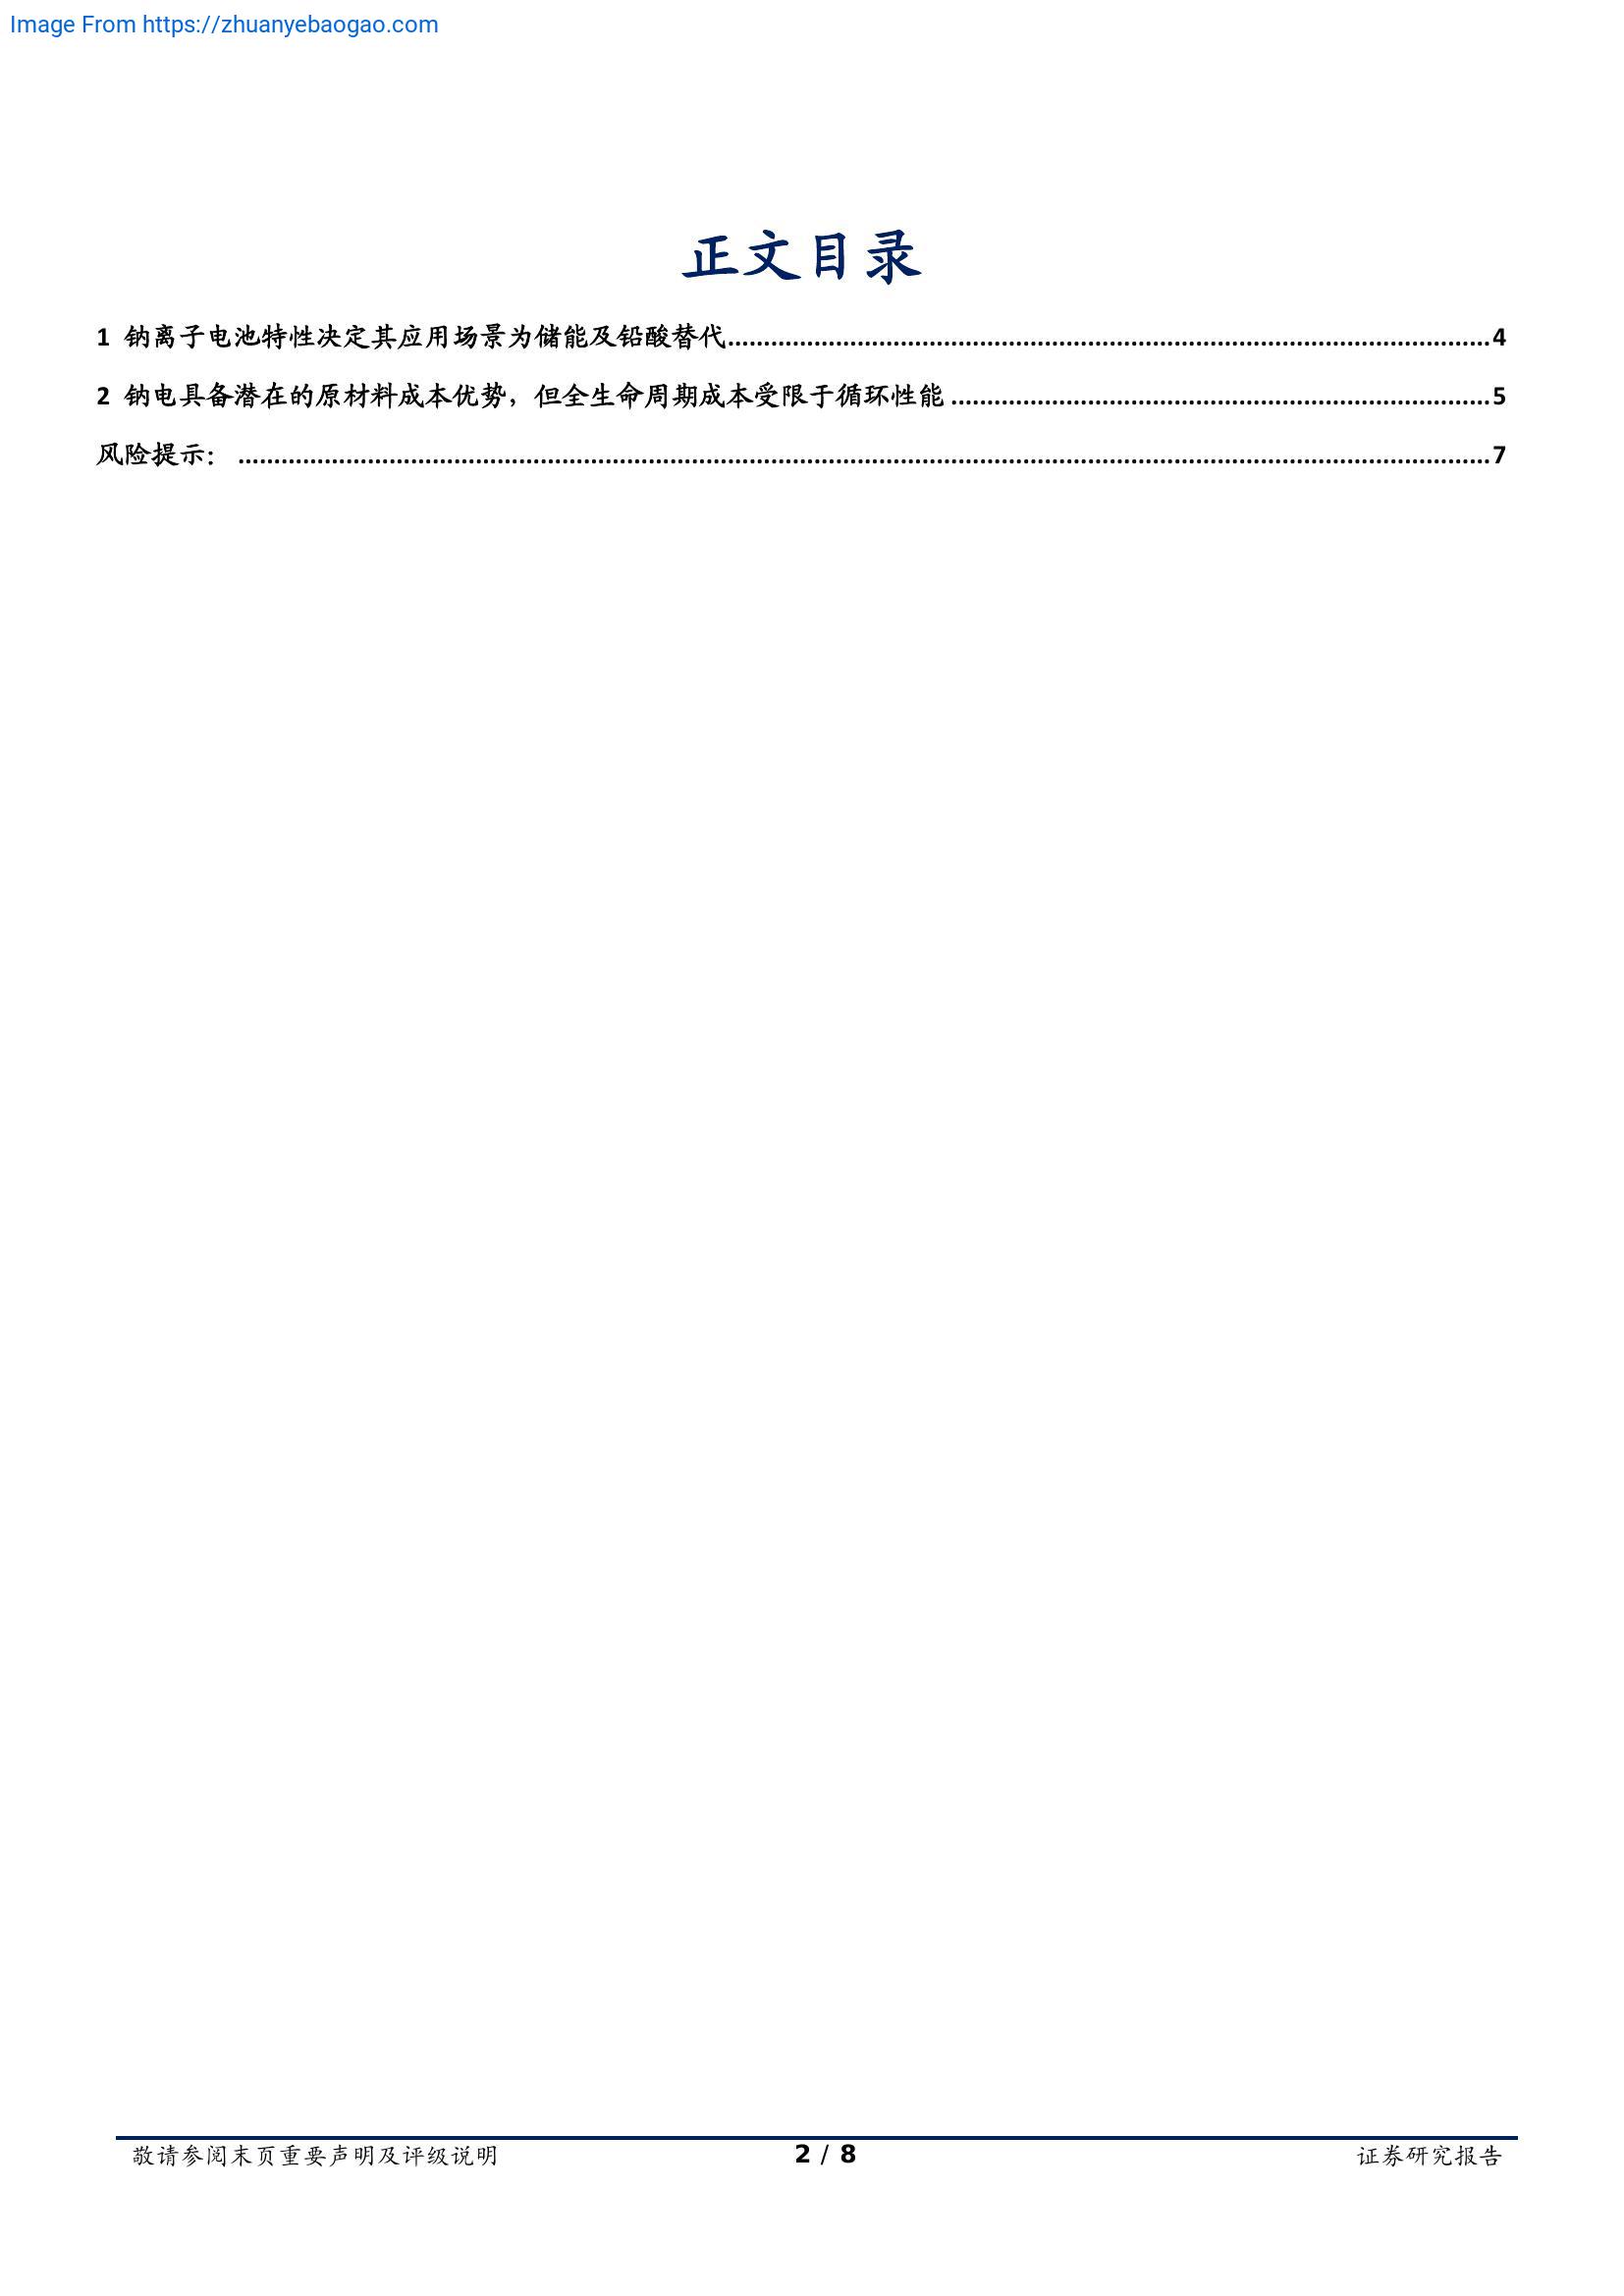 Image From https://zhuanyebaogao.com
正文目录
1 钠离子电池特性决定其应用场景为储能及铅酸替代........................................4
2 钠电具备潜在的原材料成本优势，但全生命周期成本受限于循环性能........................................5
风险提示： ........................................7
敬请参阅末页重要声明及评级说明 2 / 8 证券研究报告